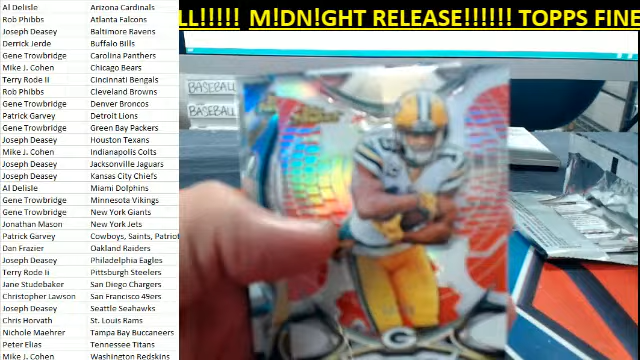 LL!!!!! M!DN!GHT RELEASE!!!!!! TOPPS FINE
Al Delisle Arizona Cardinals
Rob Phibbs Atlanta Falcons
Joseph Deasey Baltimore Ravens
Derrick Jerde Buffalo Bills
Gene Trowbridge Carolina Panthers
Mike J. Cohen Chicago Bears
Terry Rode Ii Cincinnati Bengals
Rob Phibbs Cleveland Browns
Gene Trowbridge Denver Broncos
Patrick Garvey Detroit Lions
Gene Trowbridge Green Bay Packers
Joseph Deasey Houston Texans
Mike J. Cohen Indianapolis Colts
Joseph Deasey Jacksonville Jaguars
Joseph Deasey Kansas City Chiefs
Al Delisle Miami Dolphins
Gene Trowbridge Minnesota Vikings
Gene Trowbridge New York Giants
Jonathan Mason New York Jets
Patrick Garvey Cowboys, Saints, Patriot
Dan Frazier Oakland Raiders
Joseph Deasey Philadelphia Eagles
Terry Rode Ii Pittsburgh Steelers
Jane Studebaker San Diego Chargers
Christopher Lawson San Francisco 49ers
Joseph Deasey Seattle Seahawks
Chris Horvath St. Louis Rams
Nichole Maehrer Tampa Bay Buccaneers
Peter Elias Tennessee Titans
Mike J. Cohen Washington Redskins
BASEBALL
BASEBALL
G